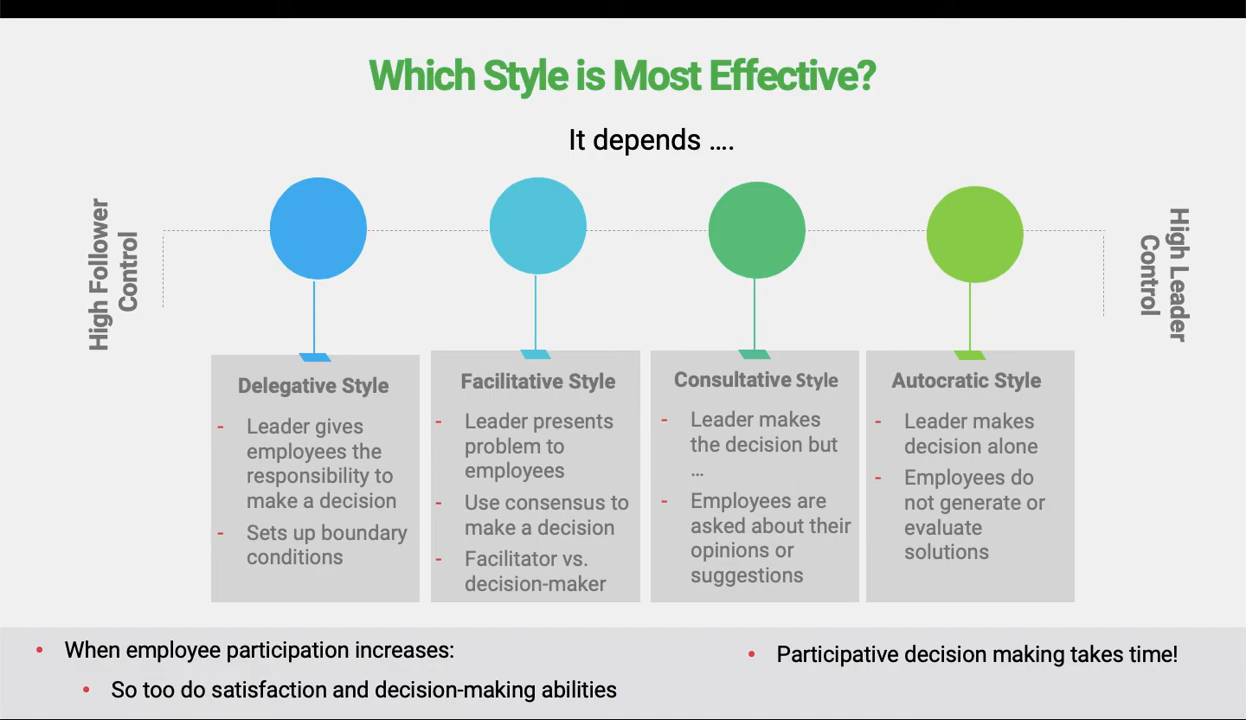 Which Style is Most Effective?
It depends ....
High Follower
Control
High Leader
Control
Delegative Style
- Leader gives
employees the
responsibility to
make a decision
- Sets up boundary
conditions
Facilitative Style
- Leader presents
problem to
employees
- Use consensus to
make a decision
- Facilitator vs.
decision-maker
Consultative Style
- Leader makes
the decision but
...
- Employees are
asked about their
opinions or
suggestions
Autocratic Style
- Leader makes
decision alone
- Employees do
not generate or
evaluate
solutions
• When employee participation increases:
• So too do satisfaction and decision-making abilities
• Participative decision making takes time!